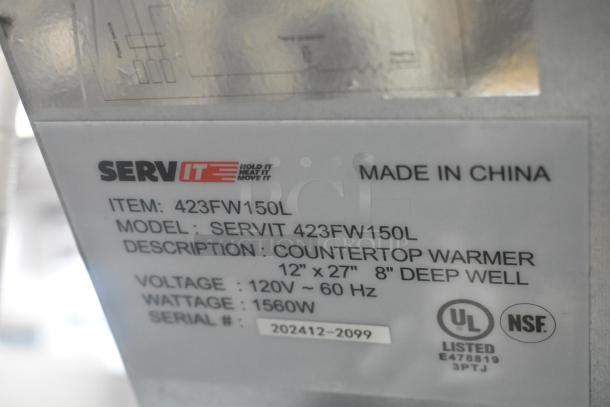 SERVIT HOLD IT
HEAT IT
MOVE IT
MADE IN CHINA
ITEM: 423FW150L
MODEL: SERVIT 423FW150L
DESCRIPTION: COUNTERTOP WARMER
12" x 27" 8" DEEP WELL
VOLTAGE : 120V ~ 60 Hz
WATTAGE : 1560W
SERIAL # : 202412-2099
UL
LISTED
E478819
3PTJ
NSF.